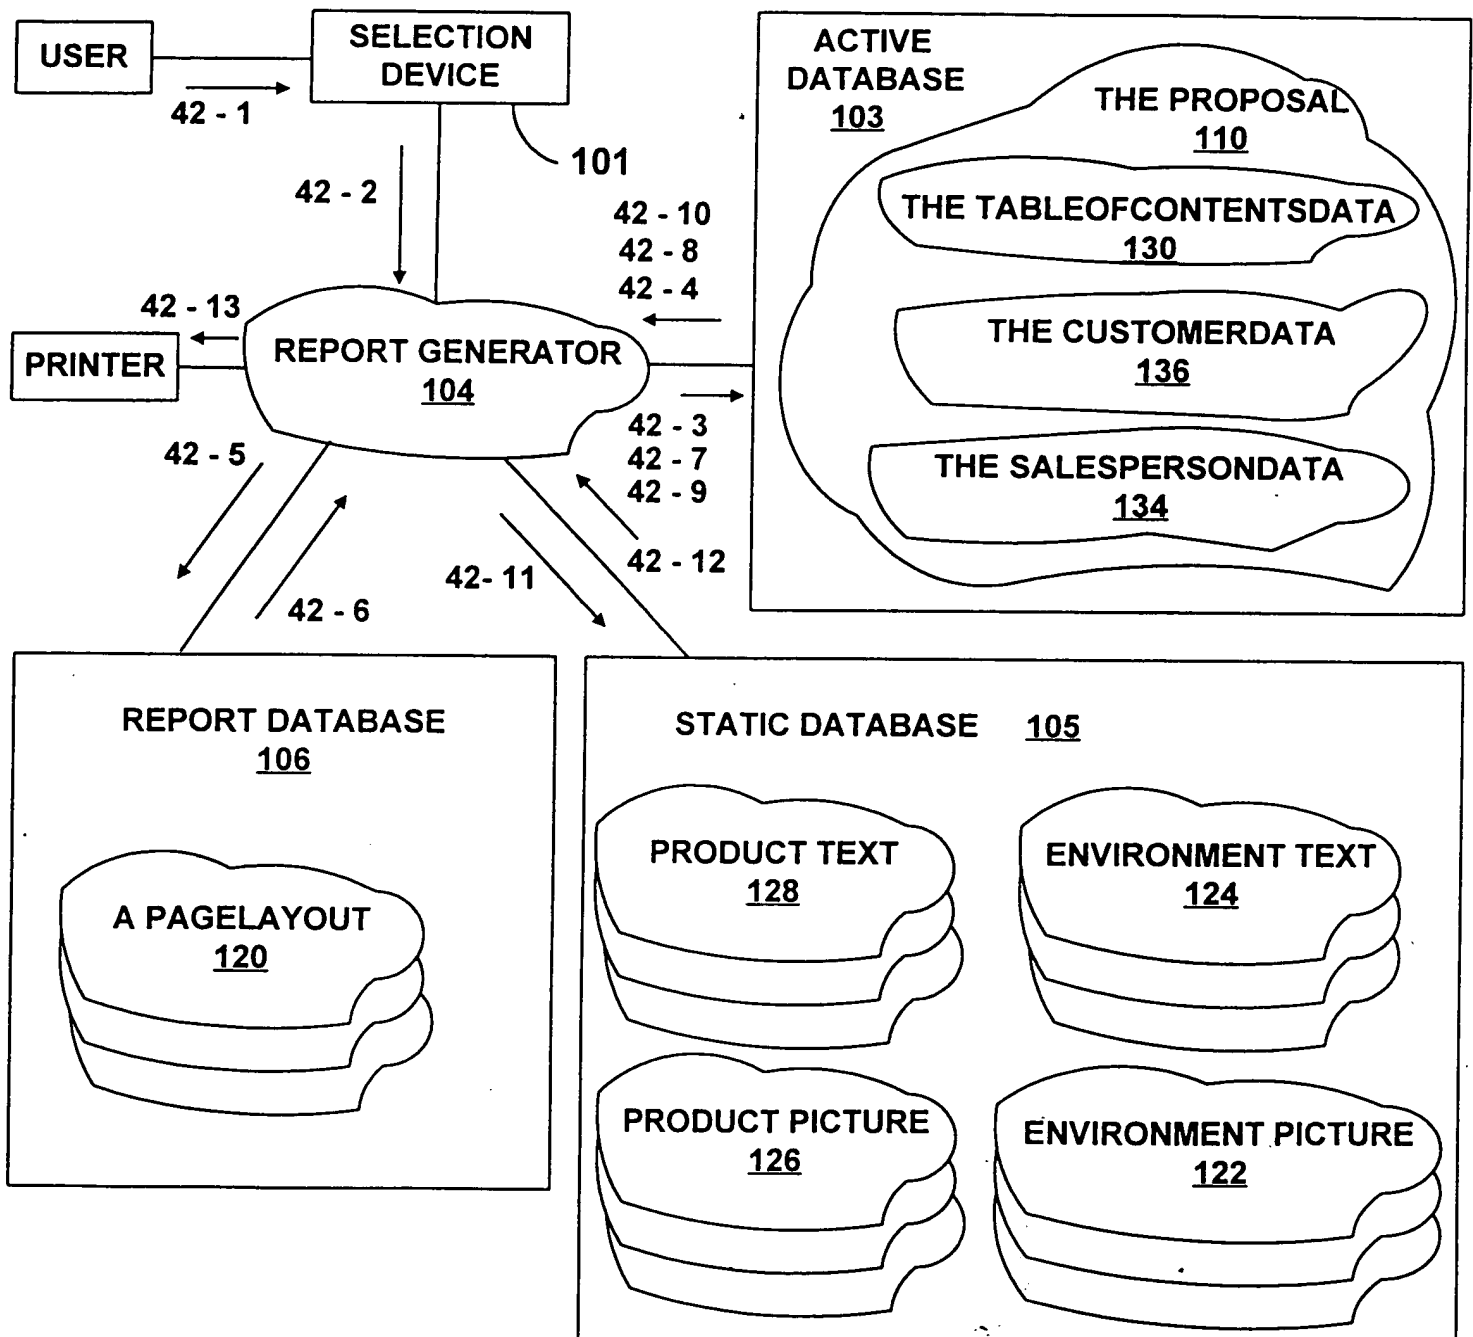 USER
SELECTION
DEVICE
42 - 1
101
42 - 2
ACTIVE
DATABASE
103
THE PROPOSAL
110
THE TABLEOFCONTENTSDATA
130
THE CUSTOMERDATA
136
THE SALESPERSONDATA
134
42 - 10
42 - 8
42 - 4
42 - 13
PRINTER
REPORT GENERATOR
104
42 - 3
42 - 7
42 - 9
42 - 5
42 - 6
42- 11
42 - 12
REPORT DATABASE
106
A PAGELAYOUT
120
STATIC DATABASE 105
PRODUCT TEXT
128
ENVIRONMENT TEXT
124
PRODUCT PICTURE
126
ENVIRONMENT PICTURE
122